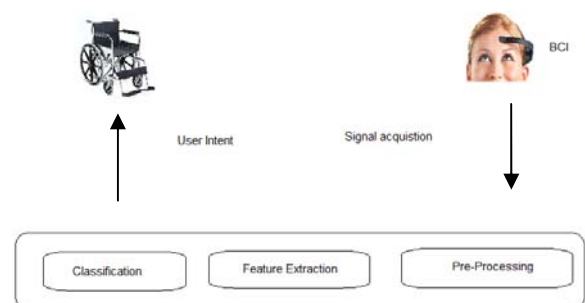 BCI
User Intent
Signal acquistion
Classification
Feature Extraction
Pre-Processing